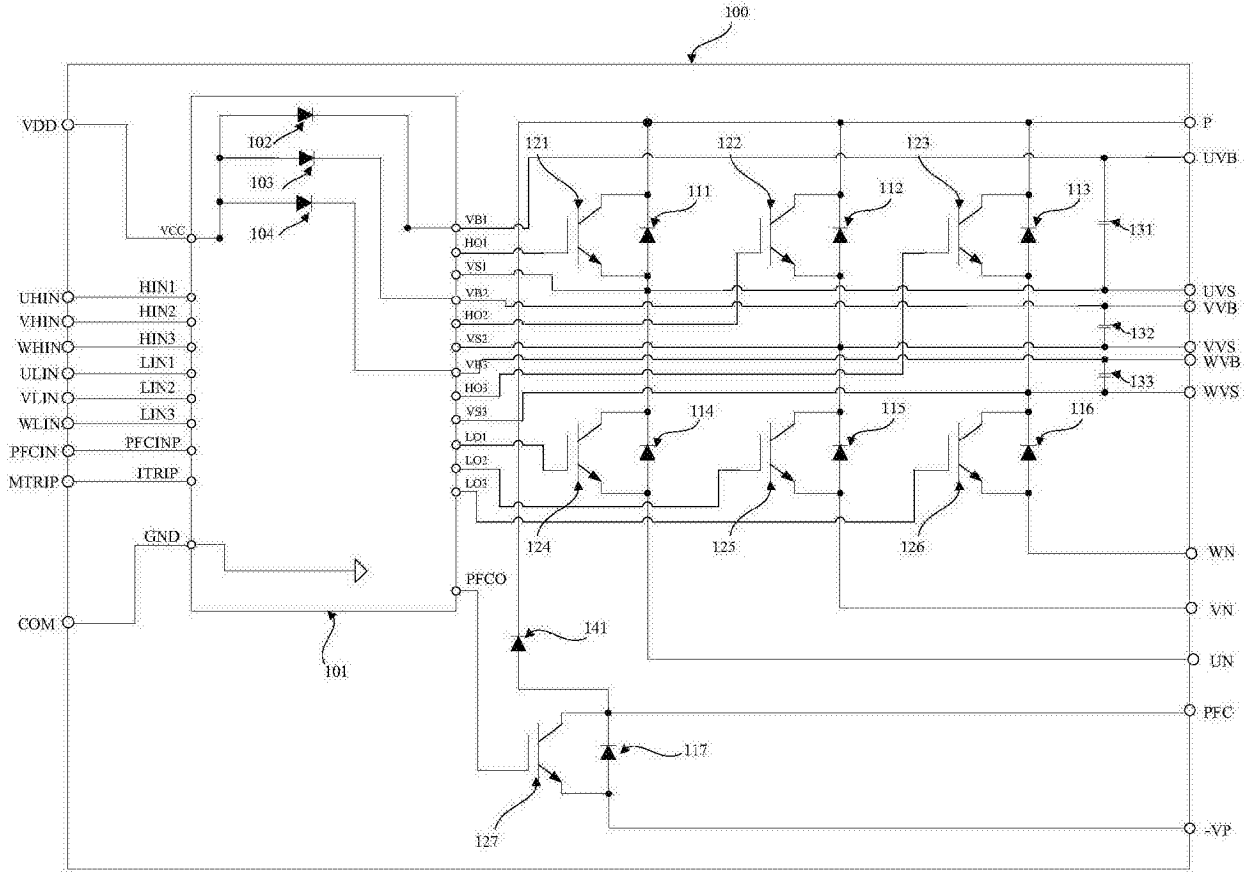 100
VDD
VCC
102
103
104
121
122
123
111
112
113
131
132
133
P
UVB
UVS
VVB
VVS
WVB
WVS
VB1
HO1
VS1
VB2
HO2
VS2
VB3
HO3
VS3
LO1
LO2
LO3
UHIN
HIN1
VHIN
HIN2
WHIN
HIN3
ULIN
LIN1
VLIN
LIN2
WLIN
LIN3
PFCIN
PFCINP
MTRIP
ITRIP
114
115
116
124
125
126
GND
COM
PFCO
101
141
WN
VN
UN
PFC
117
127
-VP